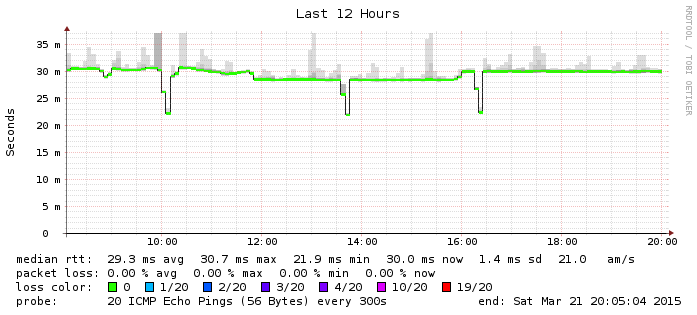 Last 12 Hours
RRDTOOL / TOBI OETIKER
Seconds
35 m
30 m
25 m
20 m
15 m
10 m
5 m
0
10:00 12:00 14:00 16:00 18:00 20:00
median rtt: 29.3 ms avg 30.7 ms max 21.9 ms min 30.0 ms now 1.4 ms sd 21.0 am/s
packet loss: 0.00 % avg 0.00 % max 0.00 % min 0.00 % now
loss color: 0 1/20 2/20 3/20 4/20 10/20 19/20
probe: 20 ICMP Echo Pings (56 Bytes) every 300s end: Sat Mar 21 20:05:04 2015